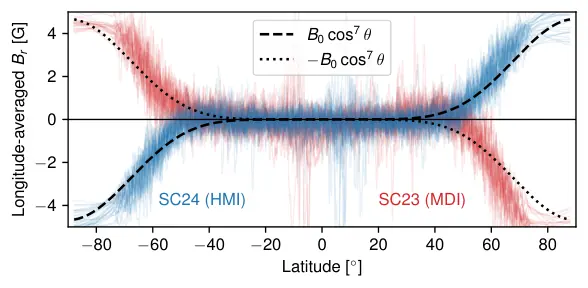 Longitude-averaged Bᵣ [G]
4
2
0
−2
−4
B₀ cos⁷ θ
−B₀ cos⁷ θ
SC24 (HMI)
SC23 (MDI)
−80 −60 −40 −20 0 20 40 60 80
Latitude [°]